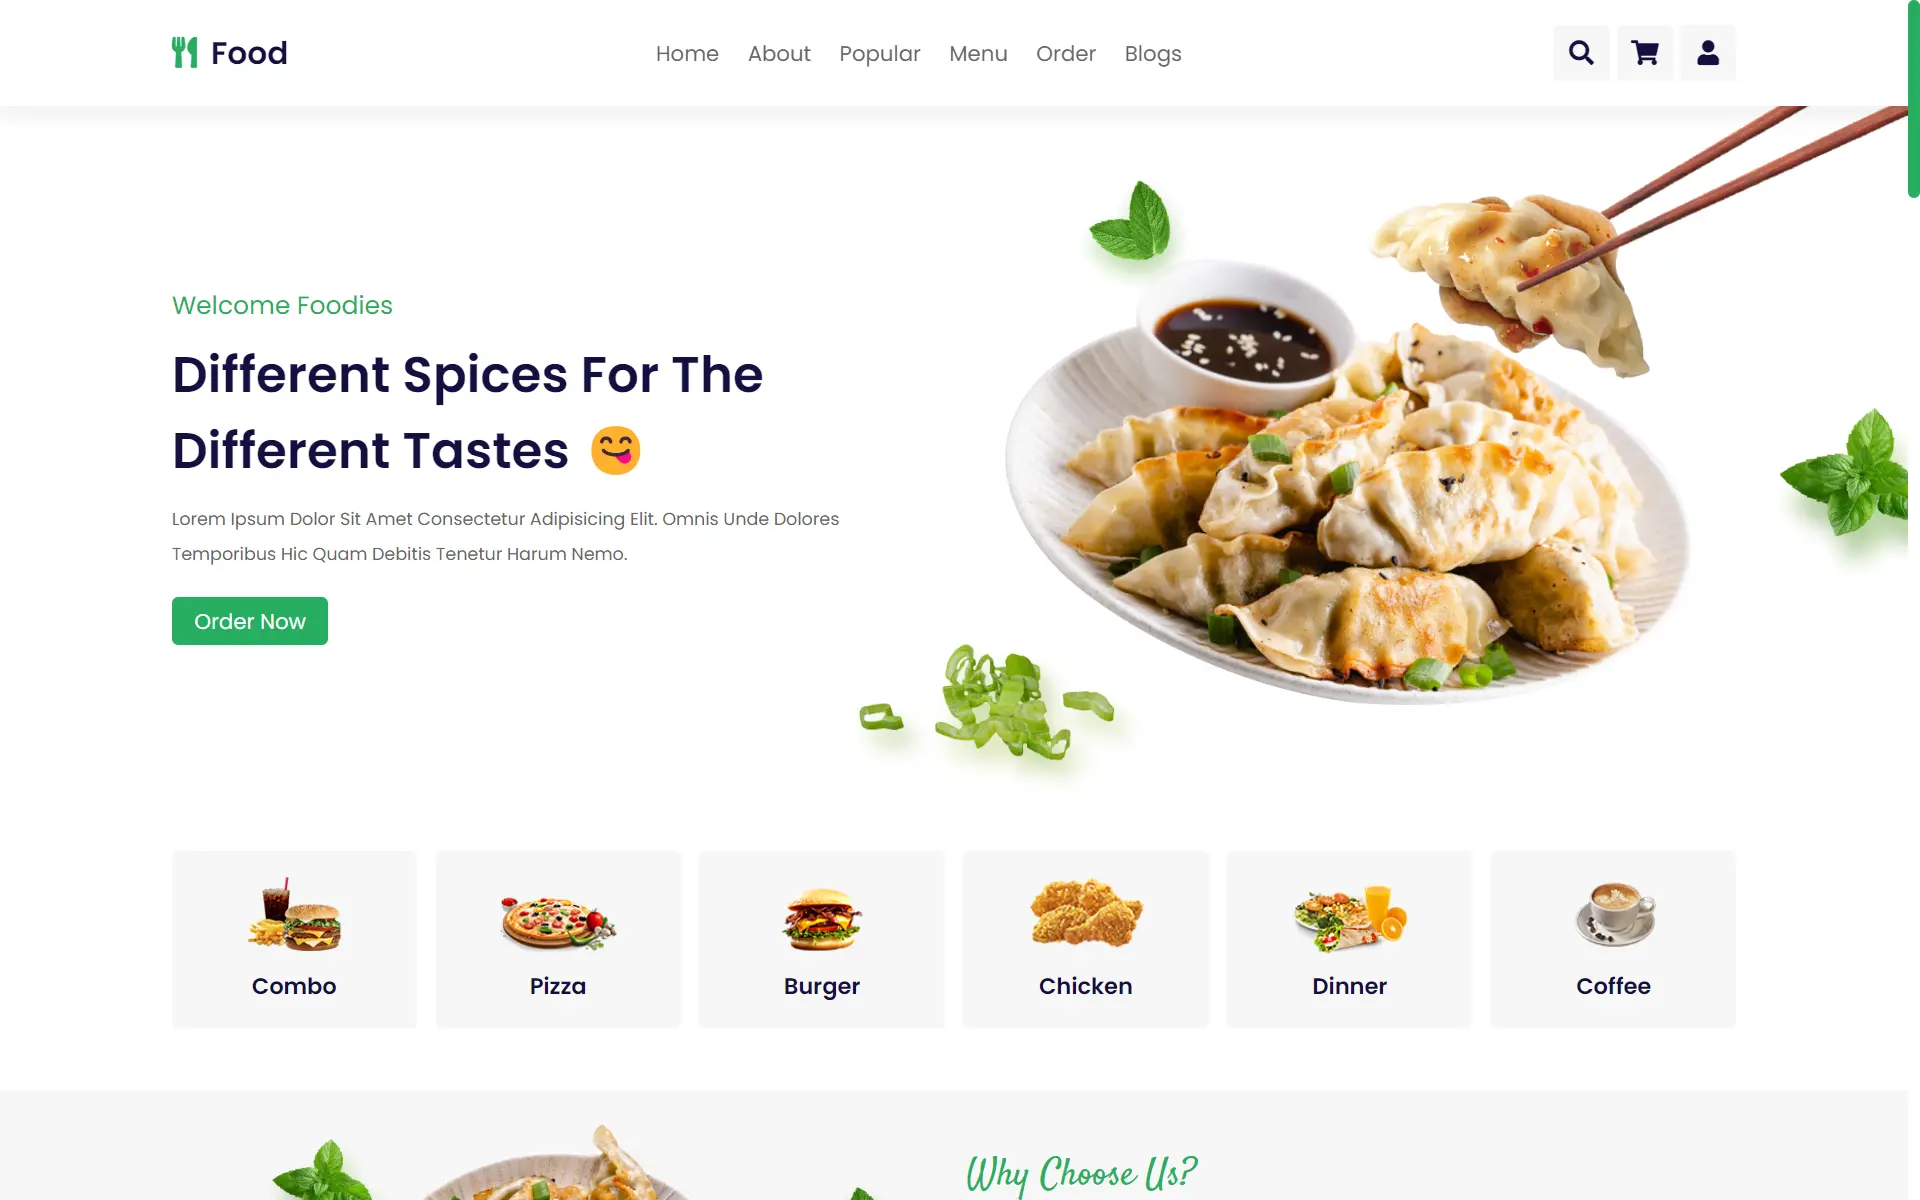 Food
Home About Popular Menu Order Blogs
Welcome Foodies
Different Spices For The
Different Tastes 😋
Lorem Ipsum Dolor Sit Amet Consectetur Adipisicing Elit. Omnis Unde Dolores
Temporibus Hic Quam Debitis Tenetur Harum Nemo.
Order Now
Combo Pizza Burger Chicken Dinner Coffee
Why Choose Us?